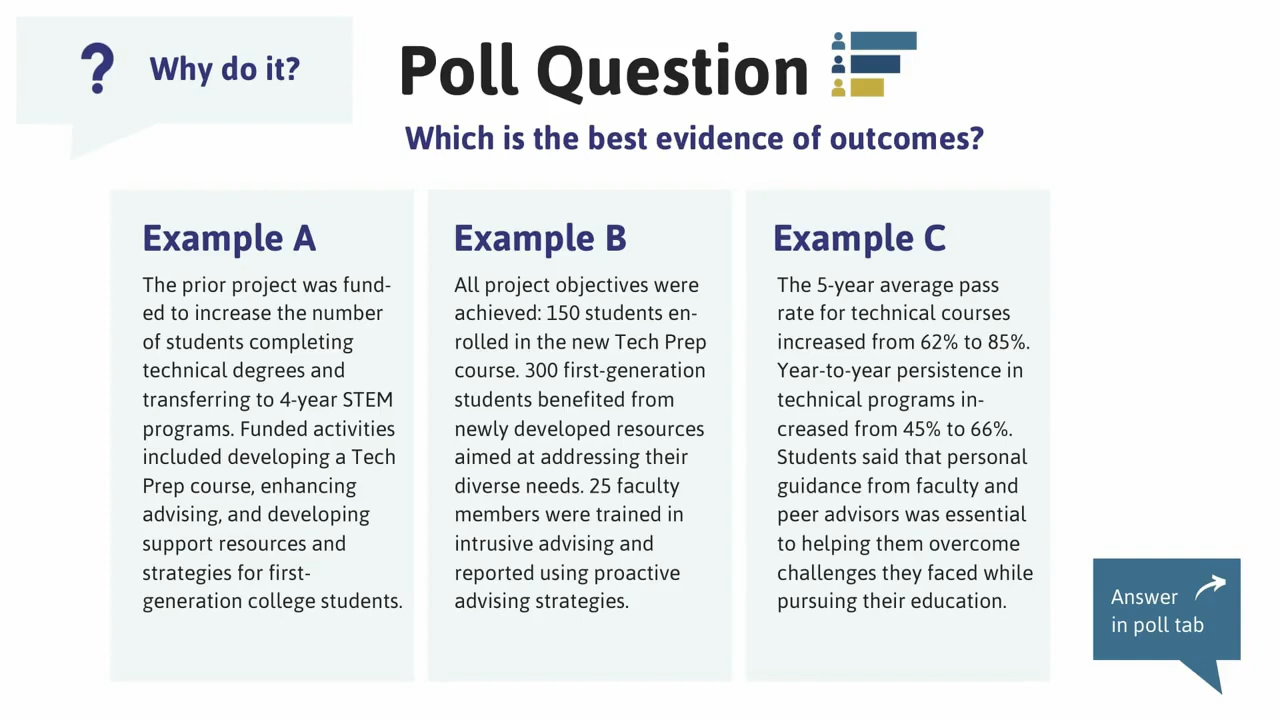 ? Why do it?
Poll Question
Which is the best evidence of outcomes?
Example A
The prior project was fund-
ed to increase the number
of students completing
technical degrees and
transferring to 4-year STEM
programs. Funded activities
included developing a Tech
Prep course, enhancing
advising, and developing
support resources and
strategies for first-
generation college students.
Example B
All project objectives were
achieved: 150 students en-
rolled in the new Tech Prep
course. 300 first-generation
students benefited from
newly developed resources
aimed at addressing their
diverse needs. 25 faculty
members were trained in
intrusive advising and
reported using proactive
advising strategies.
Example C
The 5-year average pass
rate for technical courses
increased from 62% to 85%.
Year-to-year persistence in
technical programs in-
creased from 45% to 66%.
Students said that personal
guidance from faculty and
peer advisors was essential
to helping them overcome
challenges they faced while
pursuing their education.
Answer
in poll tab